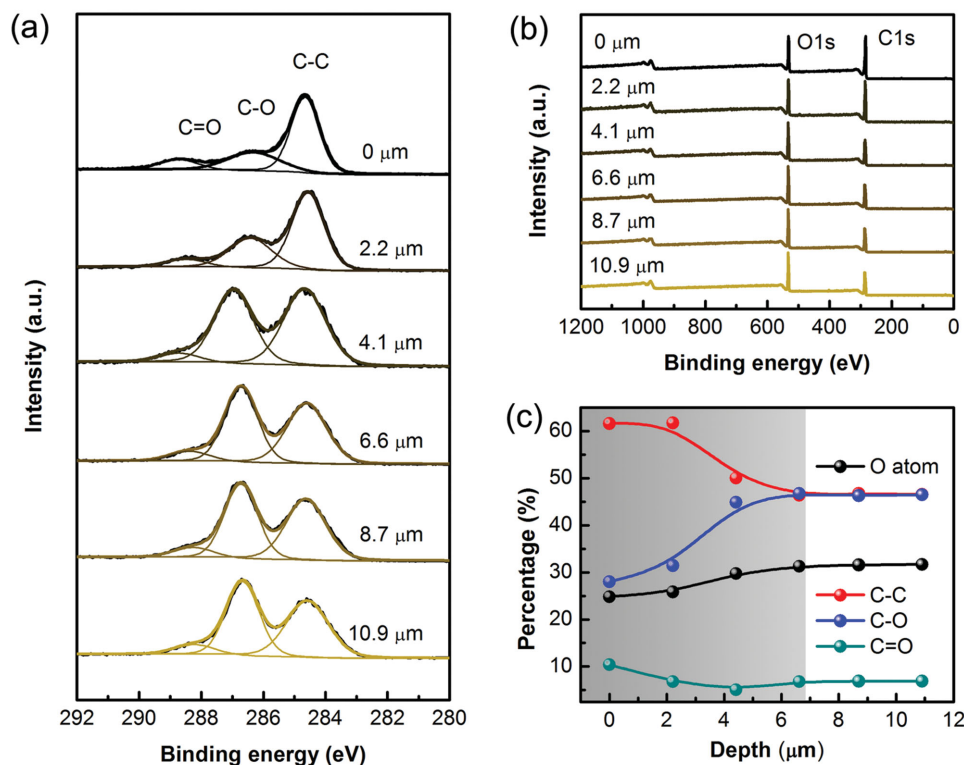 (a)
C-C
C-O
C=O
0 μm
2.2 μm
4.1 μm
6.6 μm
8.7 μm
10.9 μm
Intensity (a.u.)
292 290 288 286 284 282 280
Binding energy (eV)
(b)
0 μm
O1s
C1s
2.2 μm
4.1 μm
6.6 μm
8.7 μm
10.9 μm
Intensity (a.u.)
1200 1000 800 600 400 200 0
Binding energy (eV)
(c)
60
50
40
30
20
10
Percentage (%)
O atom
C-C
C-O
C=O
0 2 4 6 8 10 12
Depth (μm)